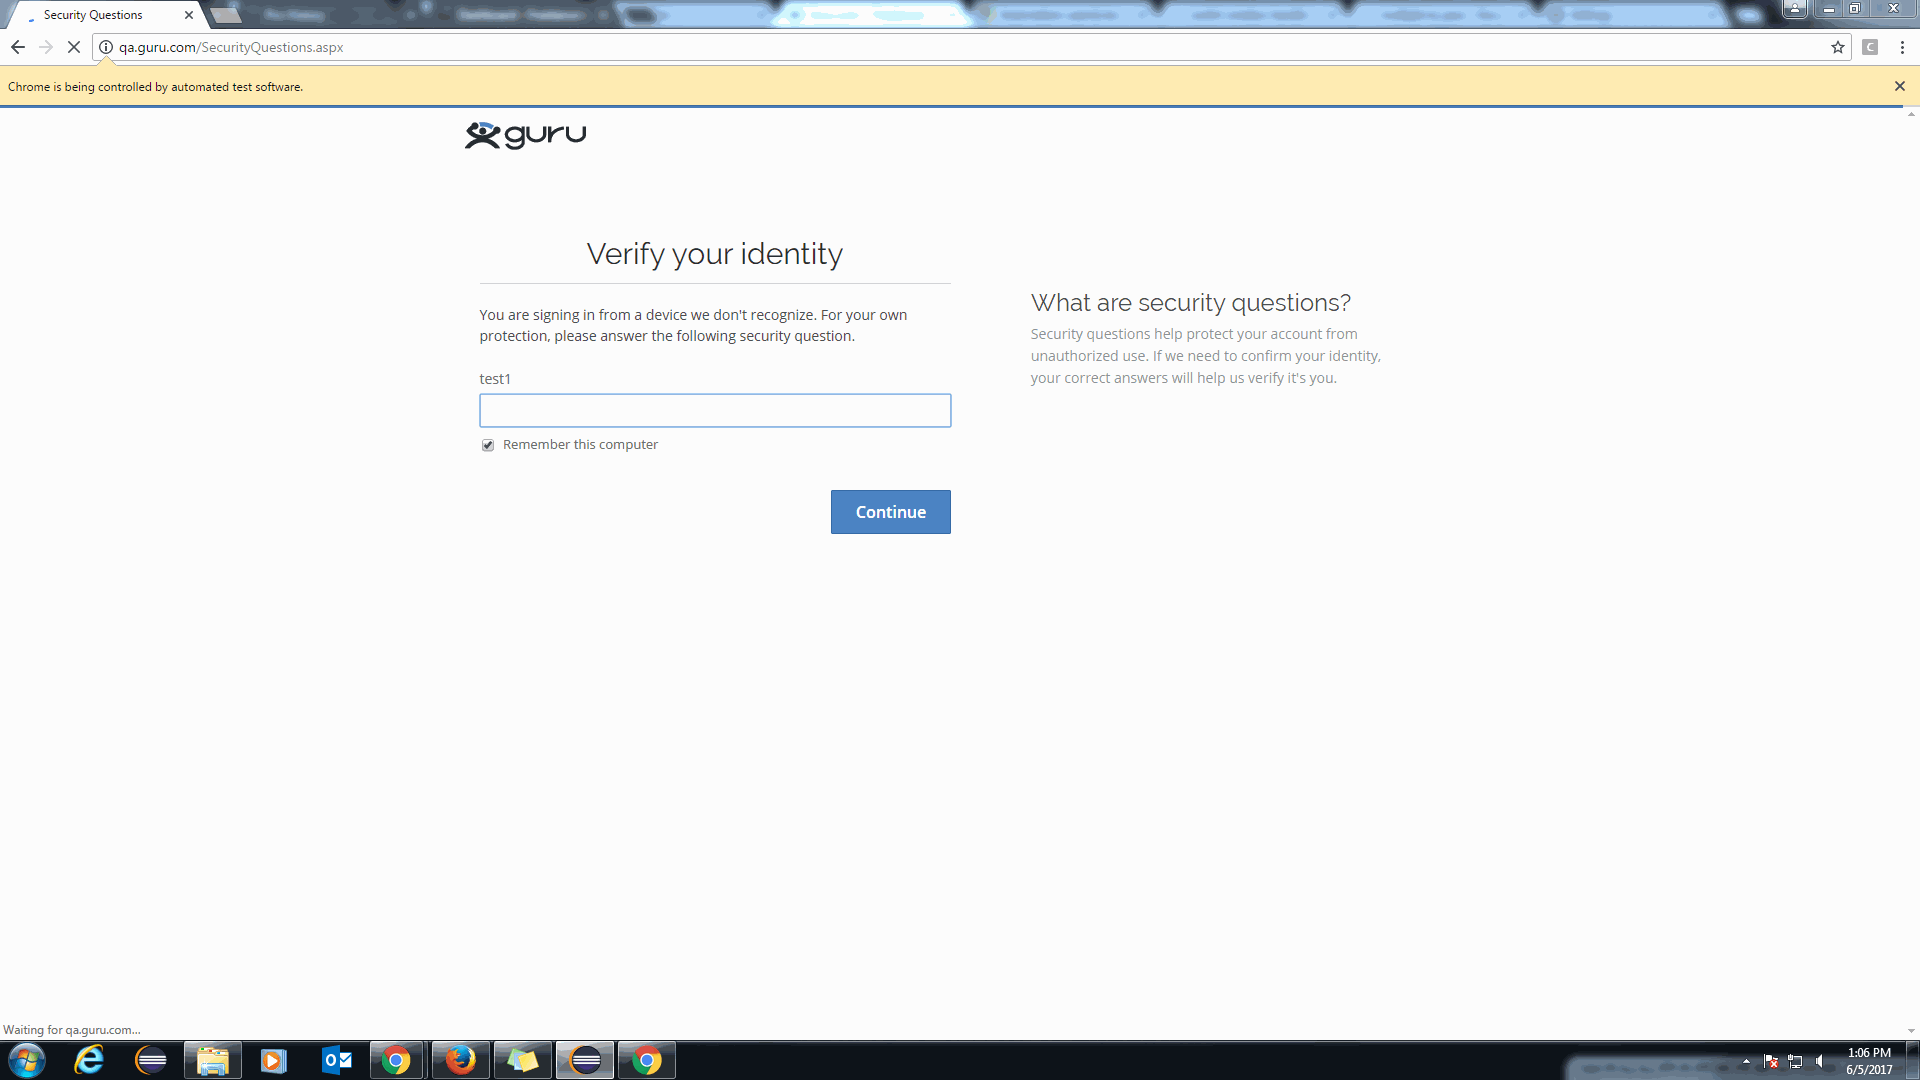 Security Questions
qa.guru.com/SecurityQuestions.aspx
C
Chrome is being controlled by automated test software.
guru
Verify your identity
You are signing in from a device we don't recognize. For your own
protection, please answer the following security question.
test1
Remember this computer
Continue
What are security questions?
Security questions help protect your account from
unauthorized use. If we need to confirm your identity,
your correct answers will help us verify it's you.
Waiting for qa.guru.com...
1:06 PM
6/5/2017